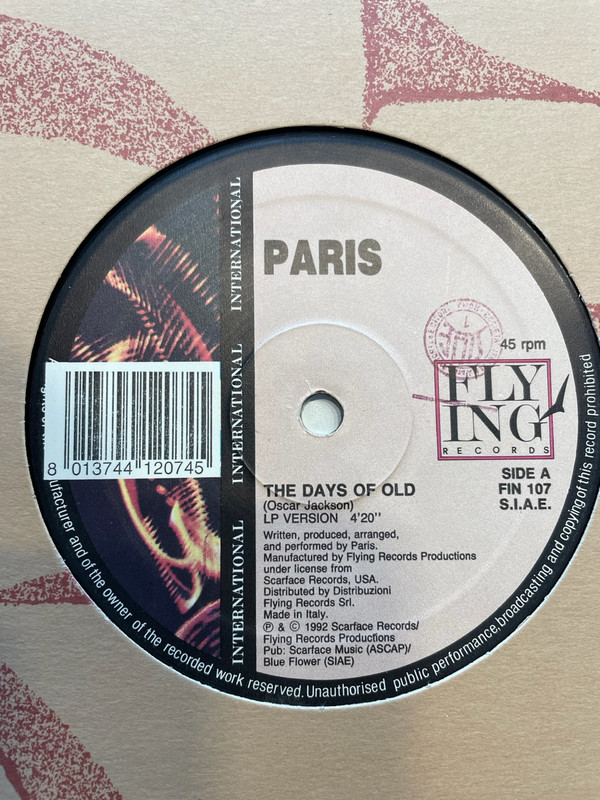 PARIS
INTERNATIONAL
INTERNATIONAL
INTERNATIONAL
45 rpm
FLY
ING
RECORDS
SIDE A
FIN 107
S.I.A.E.
8 013744 120745
THE DAYS OF OLD
(Oscar Jackson)
LP VERSION 4'20''
Written, produced, arranged,
and performed by Paris.
Manufactured by Flying Records Productions
under license from
Scarface Records, USA.
Distributed by Distribuzioni
Flying Records Srl.
Made in Italy.
℗ & © 1992 Scarface Records/
Flying Records Productions
Pub: Scarface Music (ASCAP)/
Blue Flower (SIAE)
ufacturer and of the owner of the recorded work reserved. Unauthorised public performance, broadcasting and copying of this record prohibited